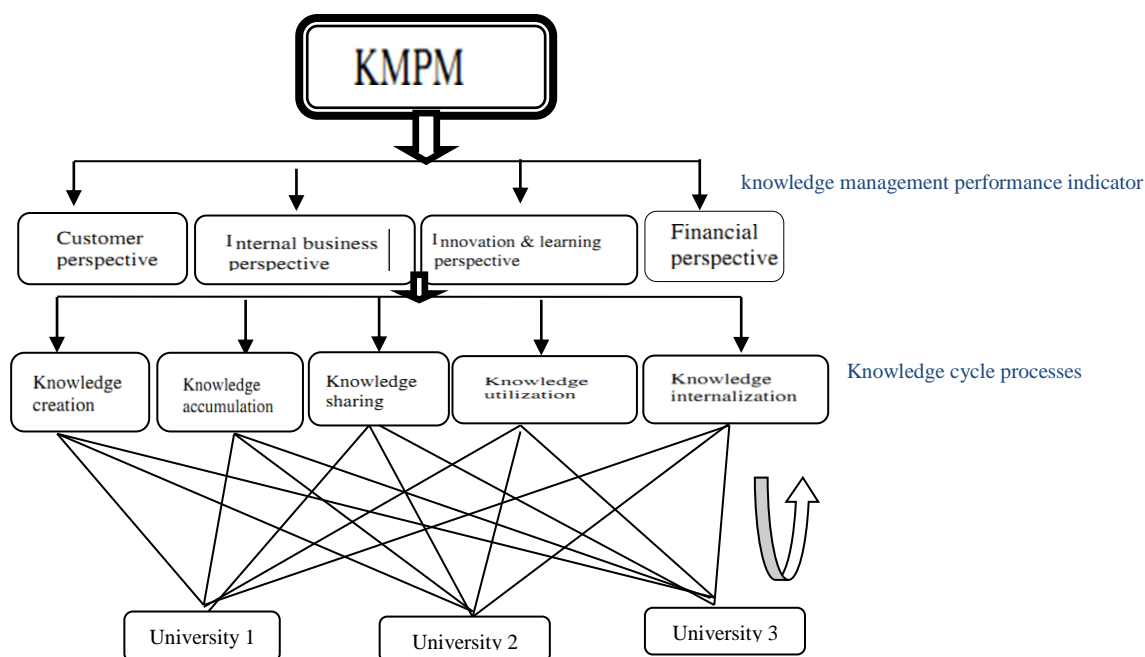 KMPM
knowledge management performance indicator
Customer
perspective
Internal business
perspective
Innovation & learning
perspective
Financial
perspective
Knowledge
creation
Knowledge
accumulation
Knowledge
sharing
Knowledge
utilization
Knowledge
internalization
Knowledge cycle processes
University 1
University 2
University 3